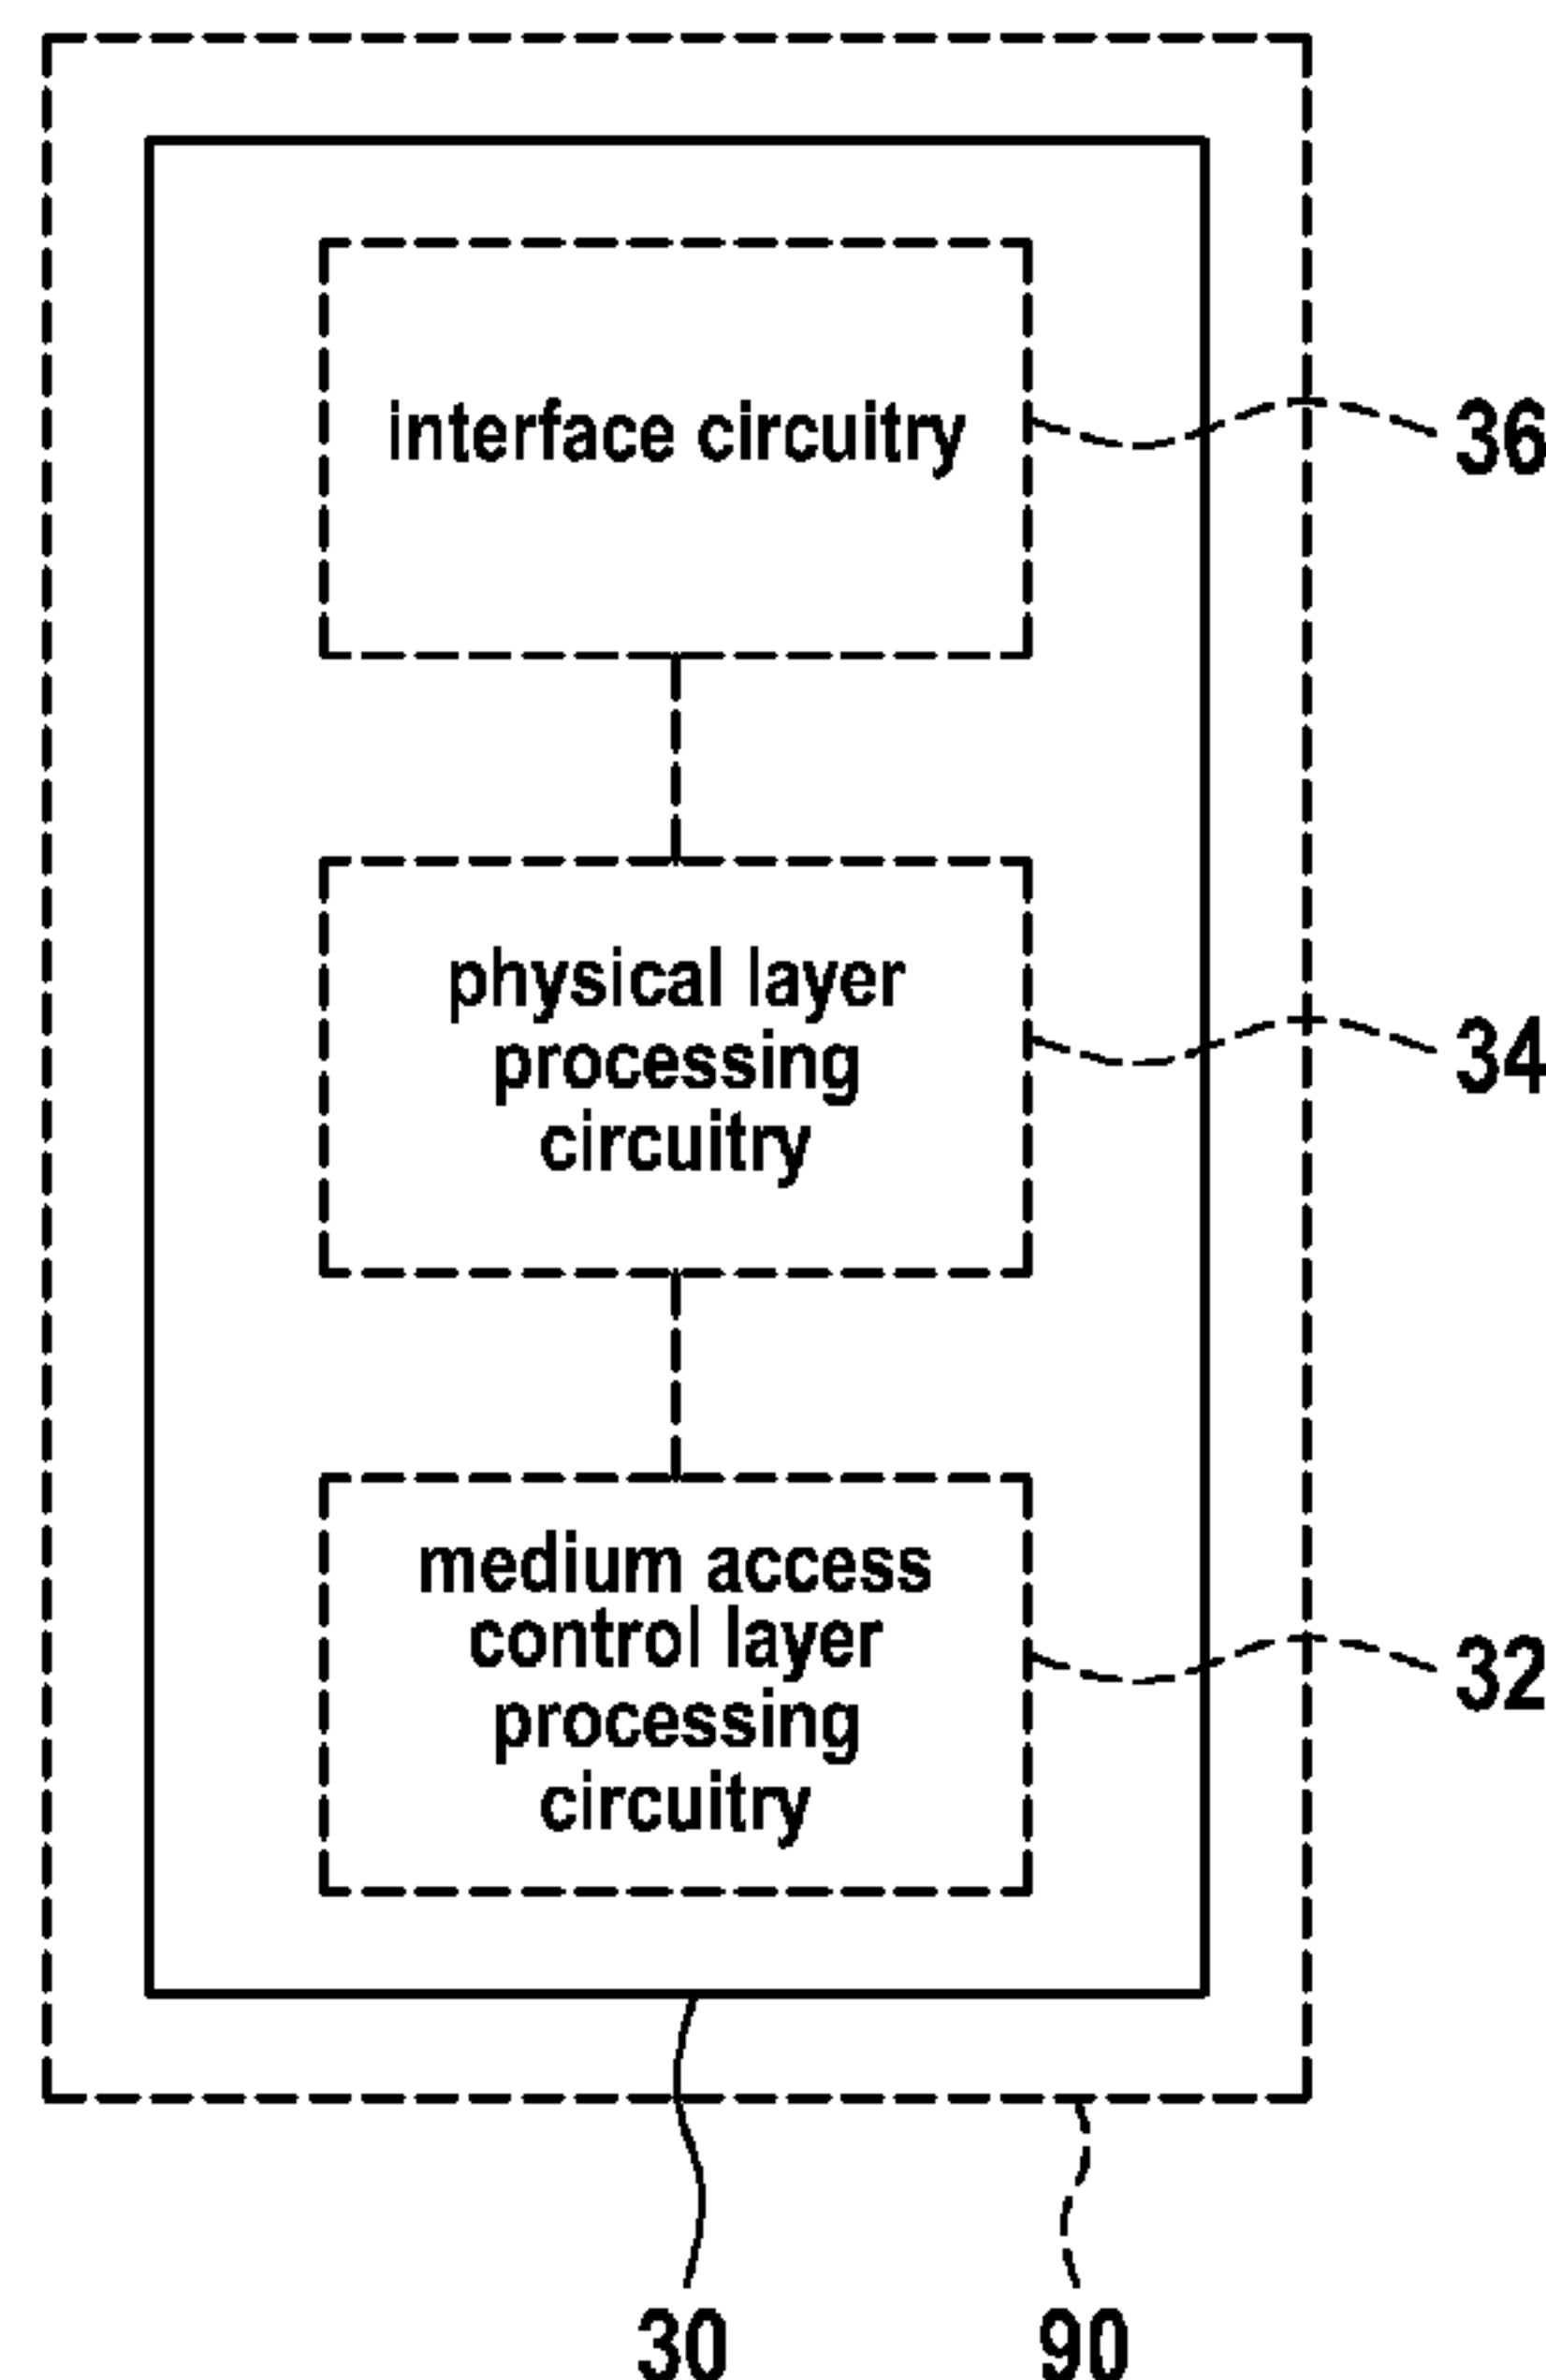 interface circuitry
36
physical layer
processing
circuitry
34
medium access
control layer
processing
circuitry
32
30
90